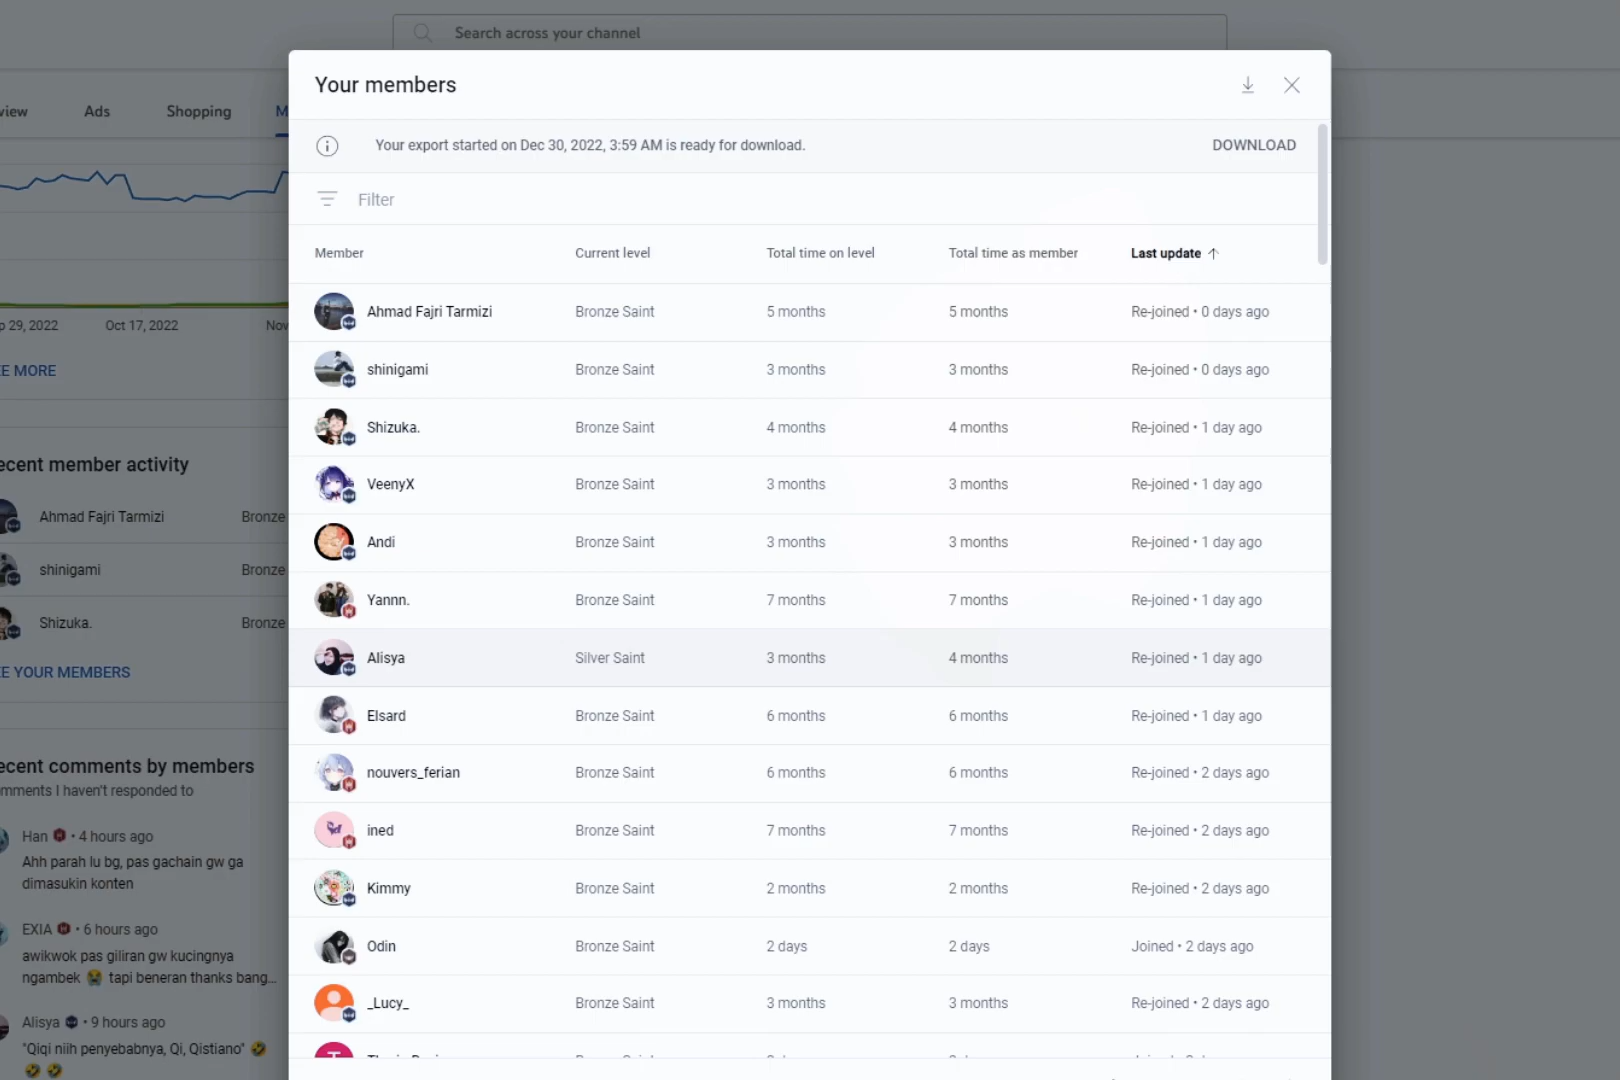 Search across your channel
Your members
view
Ads
Shopping
M
Your export started on Dec 30, 2022, 3:59 AM is ready for download.
DOWNLOAD
Filter
Member Current level Total time on level Total time as member Last update
Ahmad Fajri Tarmizi Bronze Saint 5 months 5 months Re-joined • 0 days ago
shinigami Bronze Saint 3 months 3 months Re-joined • 0 days ago
Shizuka. Bronze Saint 4 months 4 months Re-joined • 1 day ago
VeenyX Bronze Saint 3 months 3 months Re-joined • 1 day ago
Andi Bronze Saint 3 months 3 months Re-joined • 1 day ago
Yannn. Bronze Saint 7 months 7 months Re-joined • 1 day ago
Alisya Silver Saint 3 months 4 months Re-joined • 1 day ago
Elsard Bronze Saint 6 months 6 months Re-joined • 1 day ago
nouvers_ferian Bronze Saint 6 months 6 months Re-joined • 2 days ago
ined Bronze Saint 7 months 7 months Re-joined • 2 days ago
Kimmy Bronze Saint 2 months 2 months Re-joined • 2 days ago
Odin Bronze Saint 2 days 2 days Joined • 2 days ago
_Lucy_ Bronze Saint 3 months 3 months Re-joined • 2 days ago
p 29, 2022 Oct 17, 2022 Nov
E MORE
ecent member activity
Ahmad Fajri Tarmizi Bronze
shinigami Bronze
Shizuka. Bronze
E YOUR MEMBERS
ecent comments by members
mments I haven't responded to
Han • 4 hours ago
Ahh parah lu bg, pas gachain gw ga
dimasukin konten
EXIA • 6 hours ago
awikwok pas giliran gw kucingnya
ngambek 😭 tapi beneran thanks bang...
Alisya • 9 hours ago
"Qiqi niih penyebabnya, Qi, Qistiano" 🤣
🤣 🤣